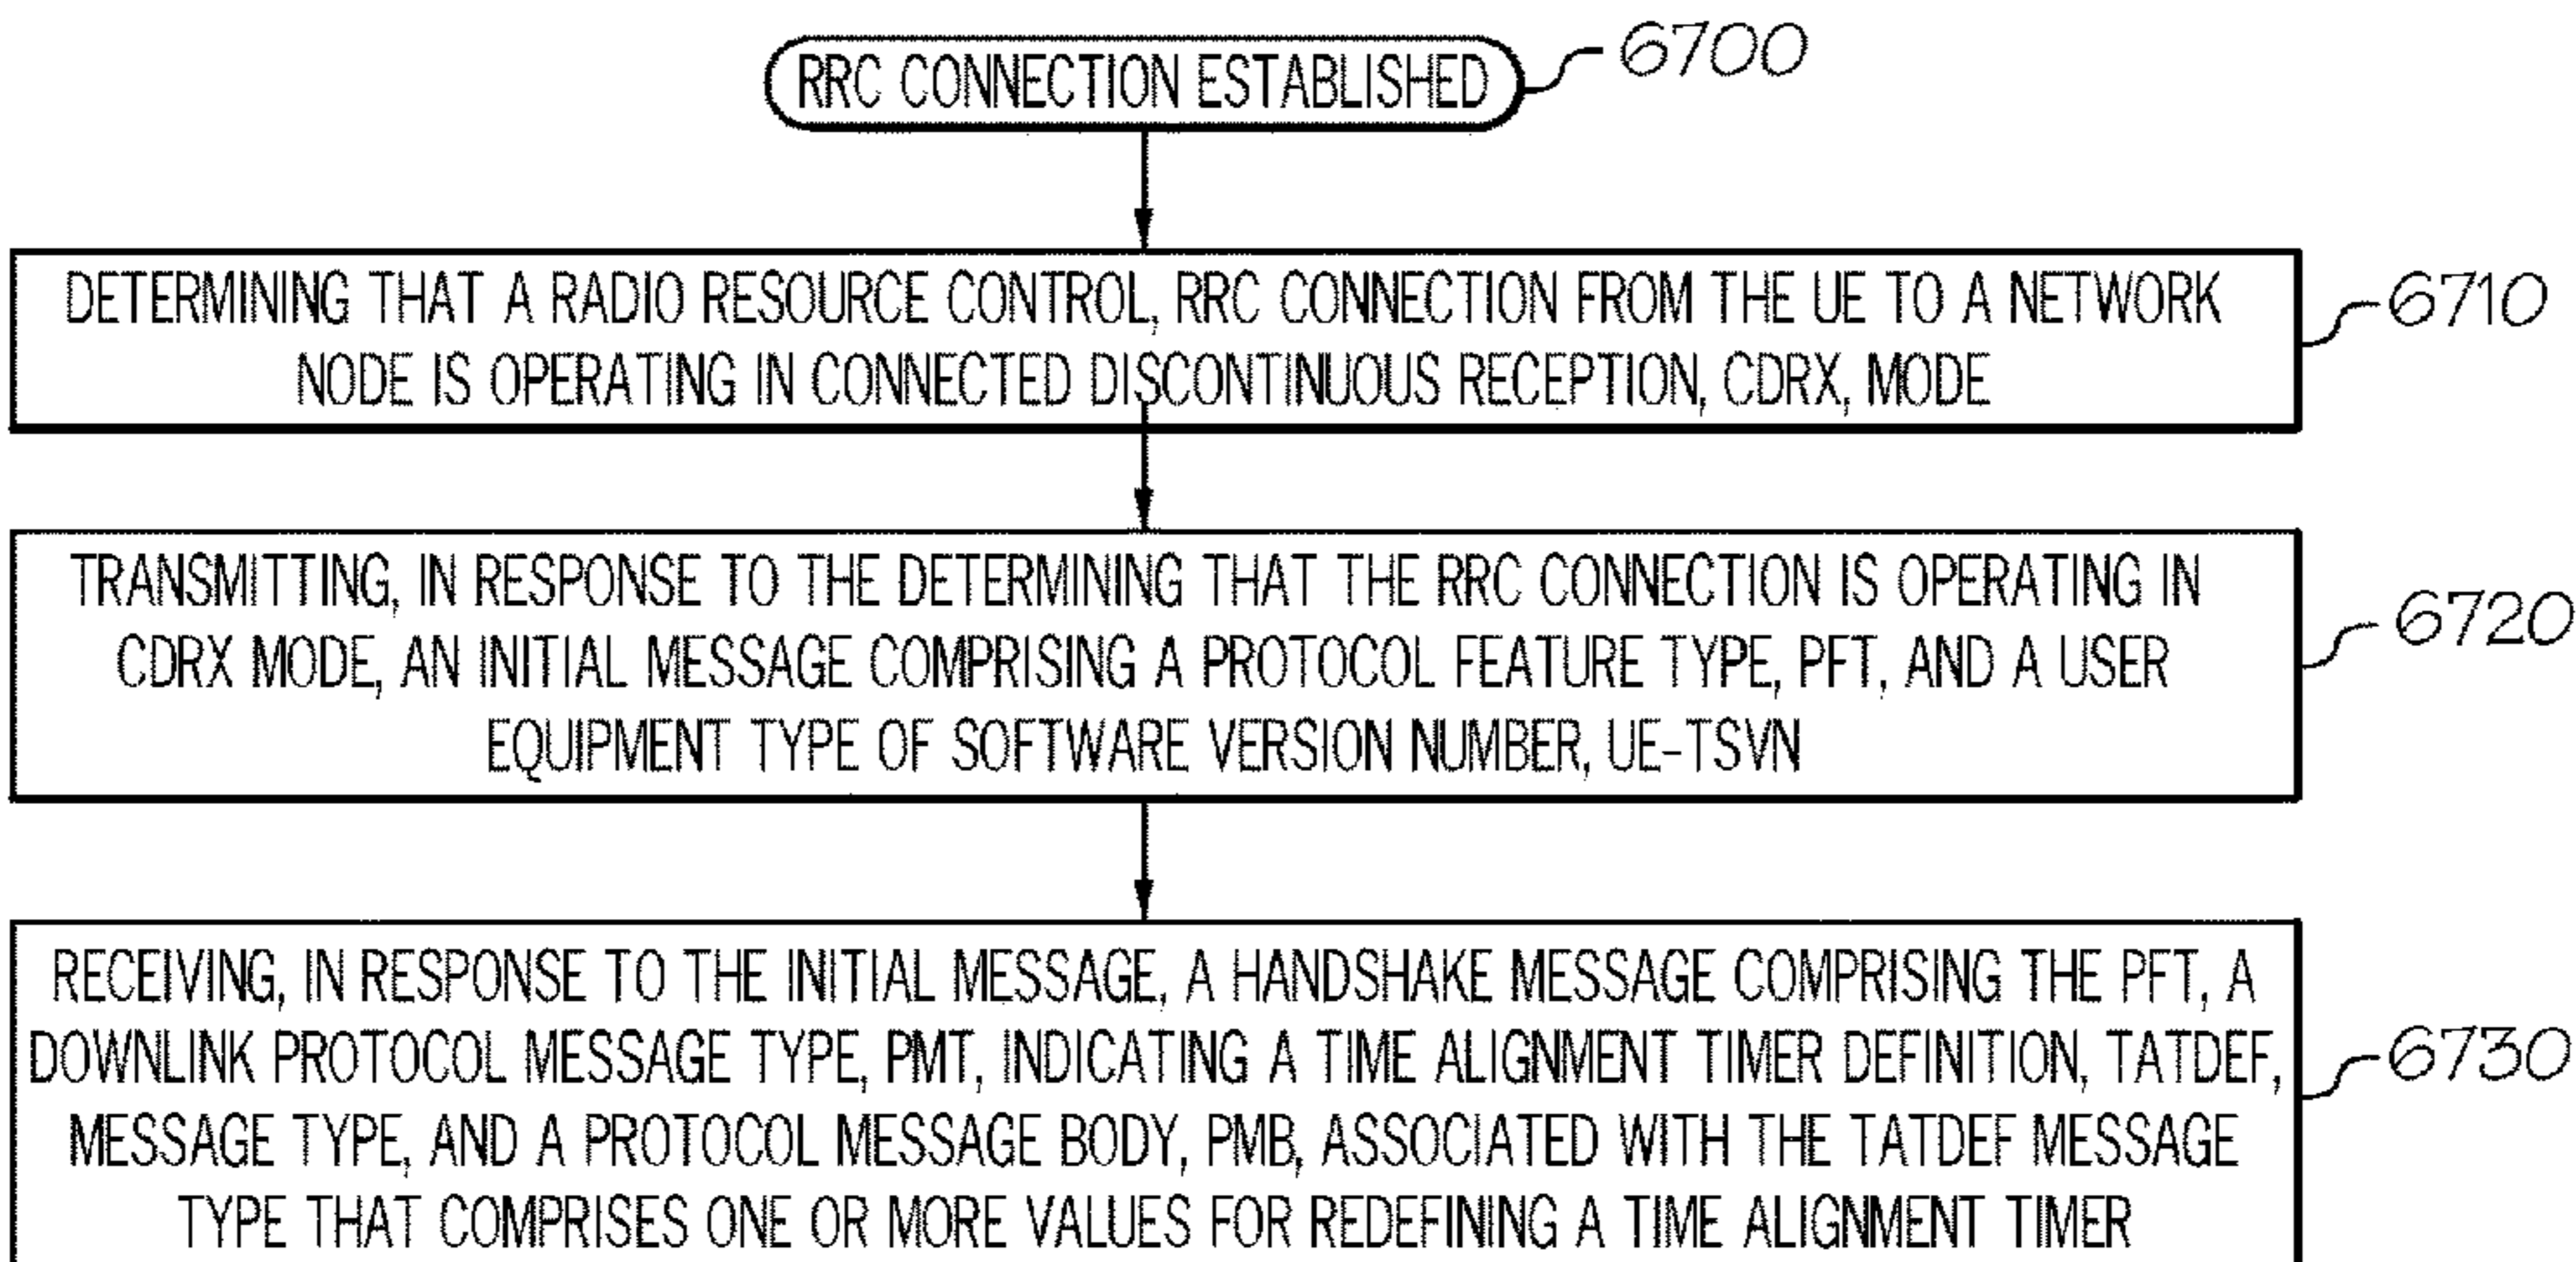 RRC CONNECTION ESTABLISHED
6700
DETERMINING THAT A RADIO RESOURCE CONTROL, RRC CONNECTION FROM THE UE TO A NETWORK
NODE IS OPERATING IN CONNECTED DISCONTINUOUS RECEPTION, CDRX, MODE
6710
TRANSMITTING, IN RESPONSE TO THE DETERMINING THAT THE RRC CONNECTION IS OPERATING IN
CDRX MODE, AN INITIAL MESSAGE COMPRISING A PROTOCOL FEATURE TYPE, PFT, AND A USER
EQUIPMENT TYPE OF SOFTWARE VERSION NUMBER, UE-TSVN
6720
RECEIVING, IN RESPONSE TO THE INITIAL MESSAGE, A HANDSHAKE MESSAGE COMPRISING THE PFT, A
DOWNLINK PROTOCOL MESSAGE TYPE, PMT, INDICATING A TIME ALIGNMENT TIMER DEFINITION, TATDEF,
MESSAGE TYPE, AND A PROTOCOL MESSAGE BODY, PMB, ASSOCIATED WITH THE TATDEF MESSAGE
TYPE THAT COMPRISES ONE OR MORE VALUES FOR REDEFINING A TIME ALIGNMENT TIMER
6730